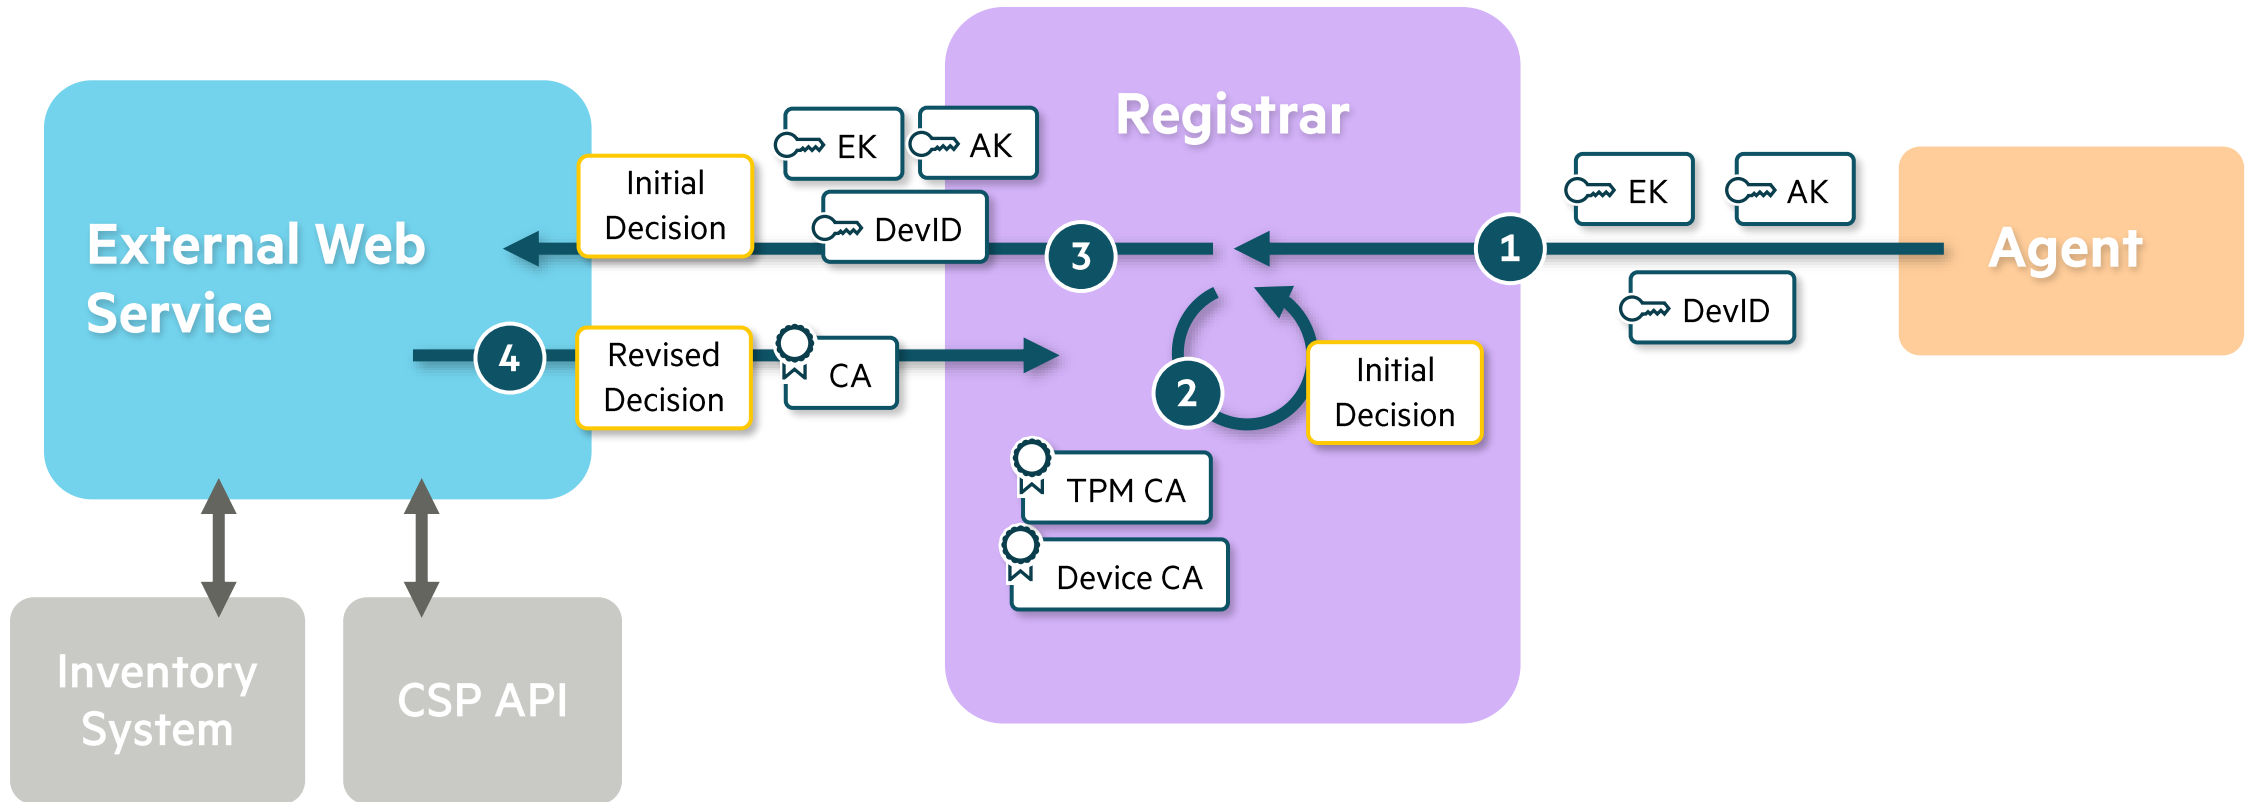 Registrar
EK
AK
Initial
Decision
DevID
EK
AK
External Web
Service
3
1
Agent
DevID
4
Revised
Decision
CA
2
Initial
Decision
TPM CA
Device CA
Inventory
System
CSP API